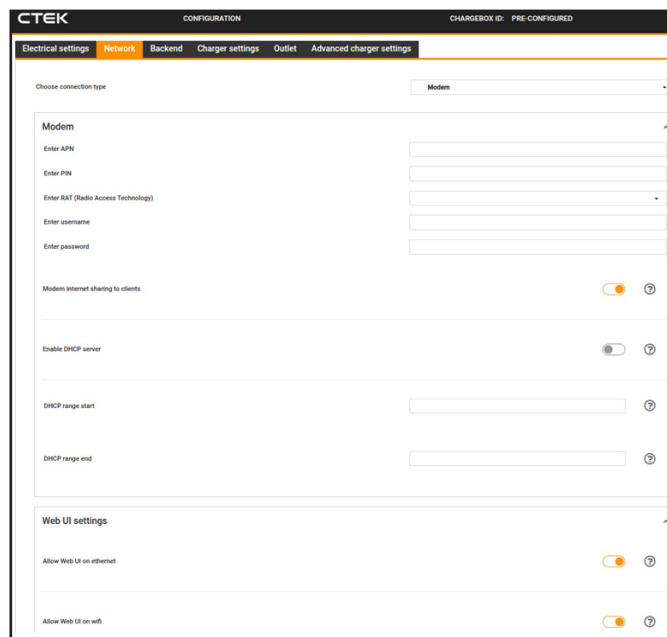 CTEK
CONFIGURATION
CHARGEBOX ID: PRE-CONFIGURED
Electrical settings Network Backend Charger settings Outlet Advanced charger settings
Choose connection type Modem
Modem
Enter APN
Enter PIN
Enter RAT (Radio Access Technology)
Enter username
Enter password
Modem internet sharing to clients ?
Enable DHCP server ?
DHCP range start ?
DHCP range end ?
Web UI settings
Allow Web UI on ethernet ?
Allow Web UI on wifi ?